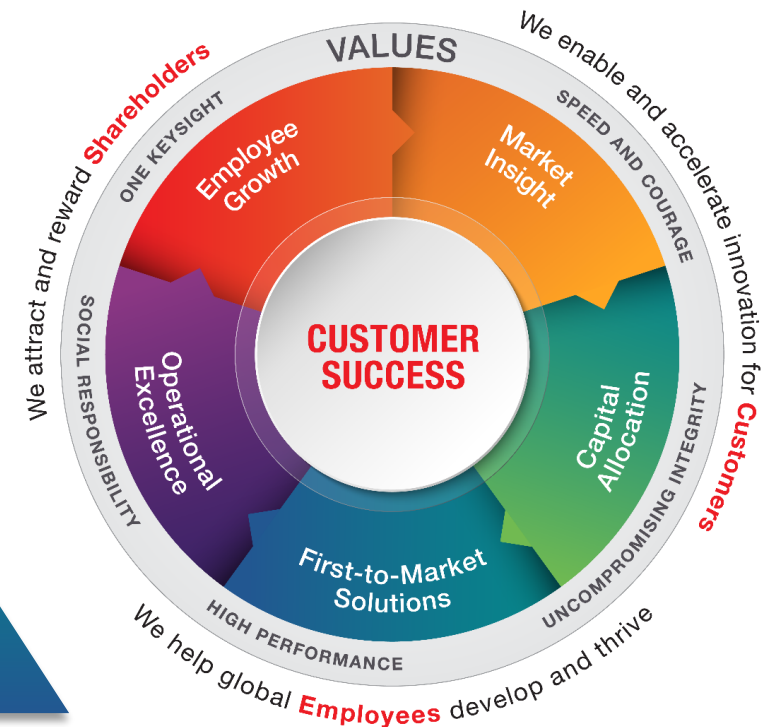 VALUES
ONE KEYSIGHT
SPEED AND COURAGE
UNCOMPROMISING INTEGRITY
HIGH PERFORMANCE
SOCIAL RESPONSIBILITY
Employee
Growth
Market
Insight
Capital
Allocation
First-to-Market
Solutions
Operational
Excellence
CUSTOMER
SUCCESS
We attract and reward Shareholders
We enable and accelerate innovation for Customers
We help global Employees develop and thrive